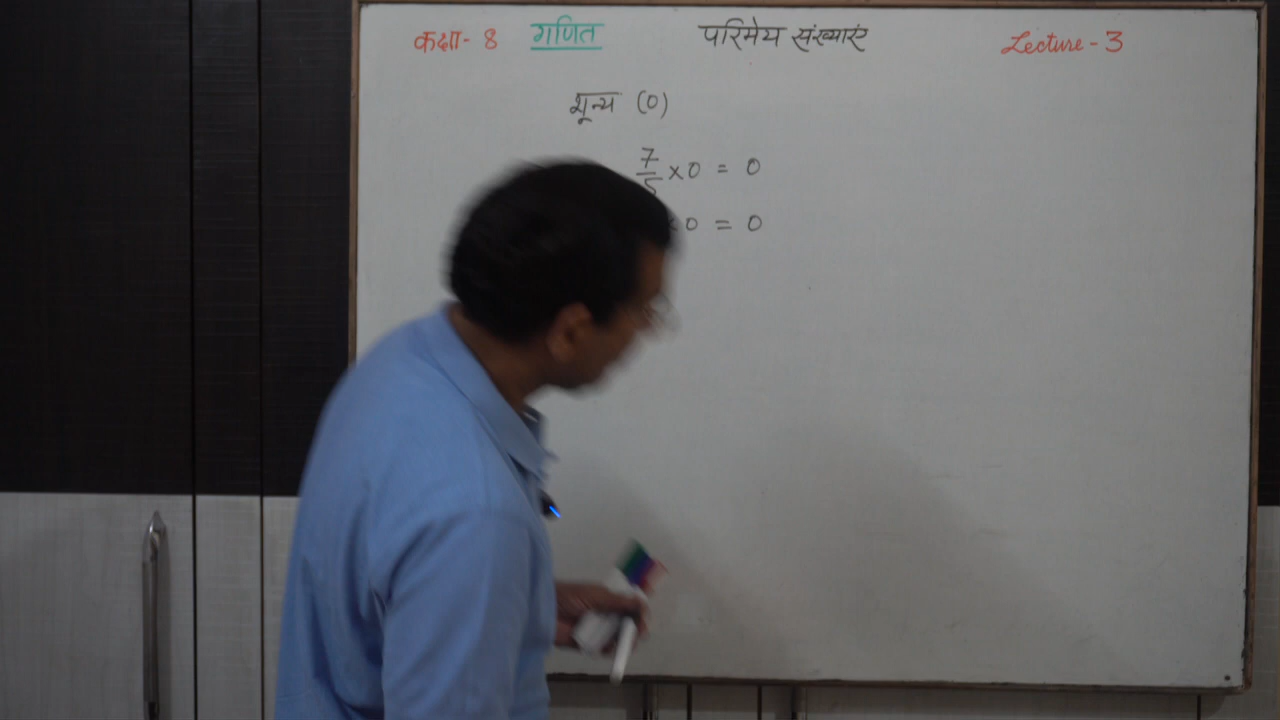 कक्षा- 8 गणित परिमेय संख्याएं Lecture - 3
शून्य (0)
7/5 × 0 = 0
× 0 = 0